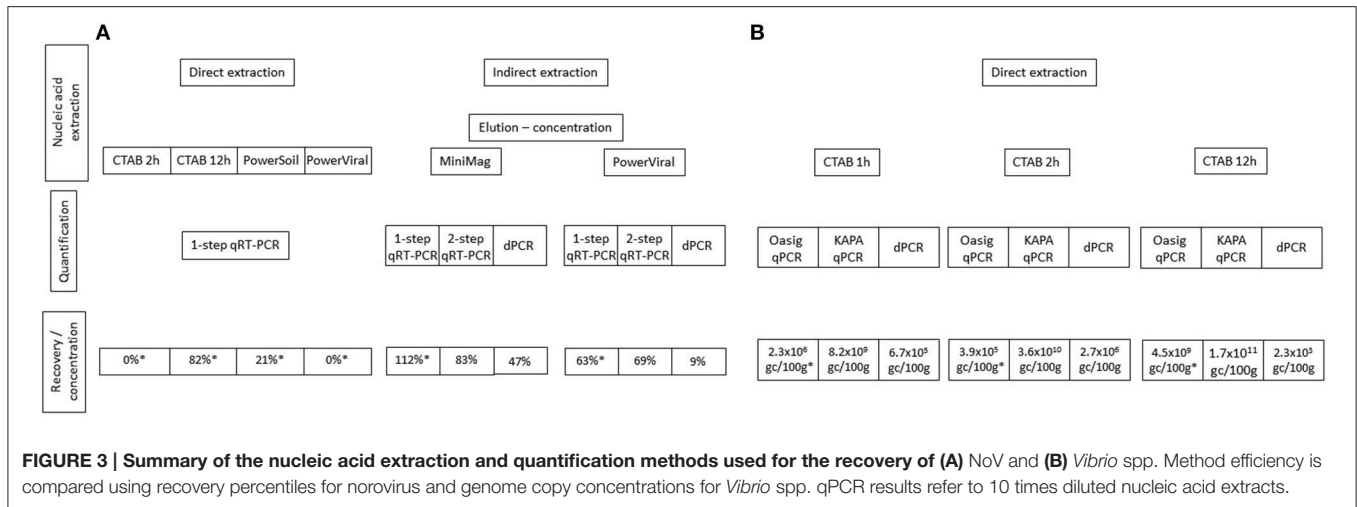 A
B
Nucleic acid
extraction
Direct extraction
Indirect extraction
Direct extraction
Elution – concentration
CTAB 2h CTAB 12h PowerSoil PowerViral
MiniMag
PowerViral
CTAB 1h
CTAB 2h
CTAB 12h
Quantification
1-step qRT-PCR
1-step
qRT-PCR
2-step
qRT-PCR
dPCR
1-step
qRT-PCR
2-step
qRT-PCR
dPCR
Oasig
qPCR
KAPA
qPCR
dPCR
Oasig
qPCR
KAPA
qPCR
dPCR
Oasig
qPCR
KAPA
qPCR
dPCR
Recovery /
concentration
0%* 82%* 21%* 0%*
112%* 83% 47%
63%* 69% 9%
2.3x10⁶
gc/100g*
8.2x10⁹
gc/100g
6.7x10⁵
gc/100g
3.9x10⁵
gc/100g*
3.6x10¹⁰
gc/100g
2.7x10⁶
gc/100g
4.5x10⁹
gc/100g*
1.7x10¹¹
gc/100g
2.3x10³
gc/100g
FIGURE 3 | Summary of the nucleic acid extraction and quantification methods used for the recovery of (A) NoV and (B) Vibrio spp. Method efficiency is
compared using recovery percentiles for norovirus and genome copy concentrations for Vibrio spp. qPCR results refer to 10 times diluted nucleic acid extracts.